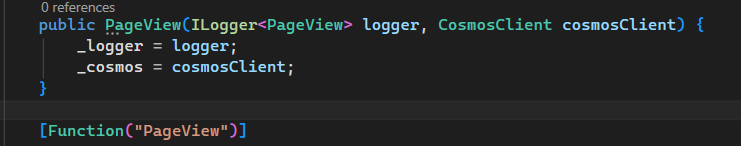 0 references
public PageView(ILogger<PageView> logger, CosmosClient cosmosClient) {
_logger = logger;
_cosmos = cosmosClient;
}
[Function("PageView")]